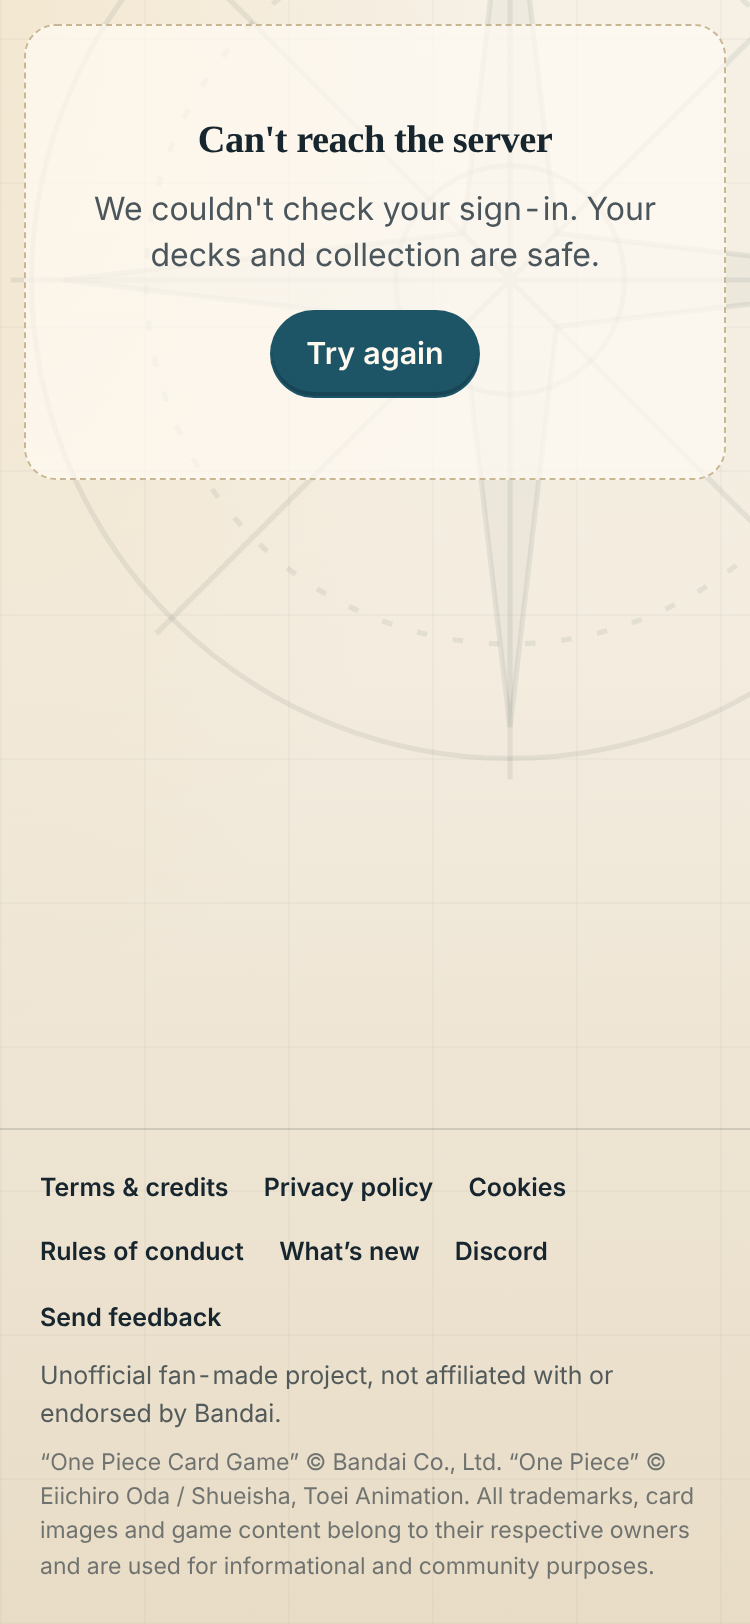 Can't reach the server
We couldn't check your sign-in. Your
decks and collection are safe.
Try again
Terms & credits Privacy policy Cookies
Rules of conduct What’s new Discord
Send feedback
Unofficial fan-made project, not affiliated with or
endorsed by Bandai.
“One Piece Card Game” © Bandai Co., Ltd. “One Piece” ©
Eiichiro Oda / Shueisha, Toei Animation. All trademarks, card
images and game content belong to their respective owners
and are used for informational and community purposes.